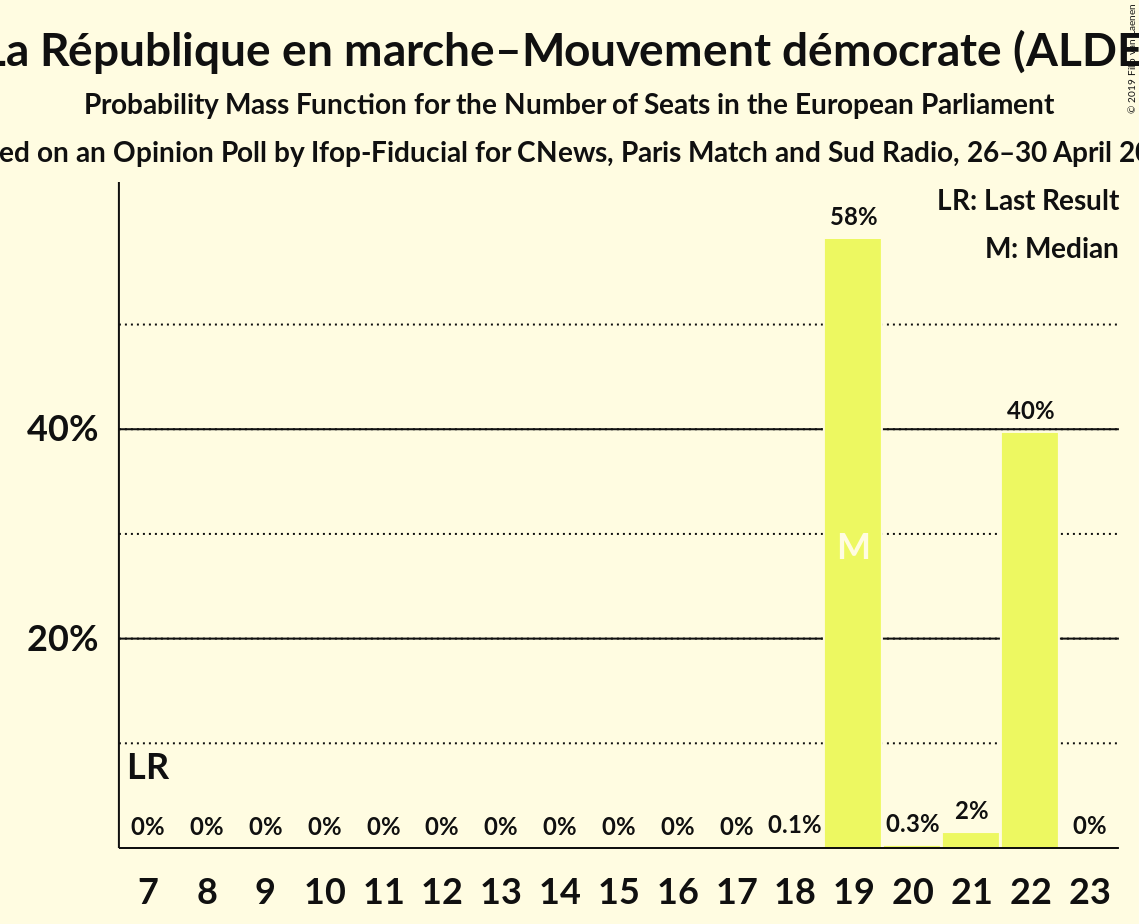 La République en marche–Mouvement démocrate (ALDE
Probability Mass Function for the Number of Seats in the European Parliament
ed on an Opinion Poll by Ifop-Fiducial for CNews, Paris Match and Sud Radio, 26–30 April 20
© 2019
LR: Last Result
M: Median
58%
40%
40%
M
20%
LR
0% 0% 0% 0% 0% 0% 0% 0% 0% 0% 0% 0.1% 0.3% 2% 0%
7 8 9 10 11 12 13 14 15 16 17 18 19 20 21 22 23